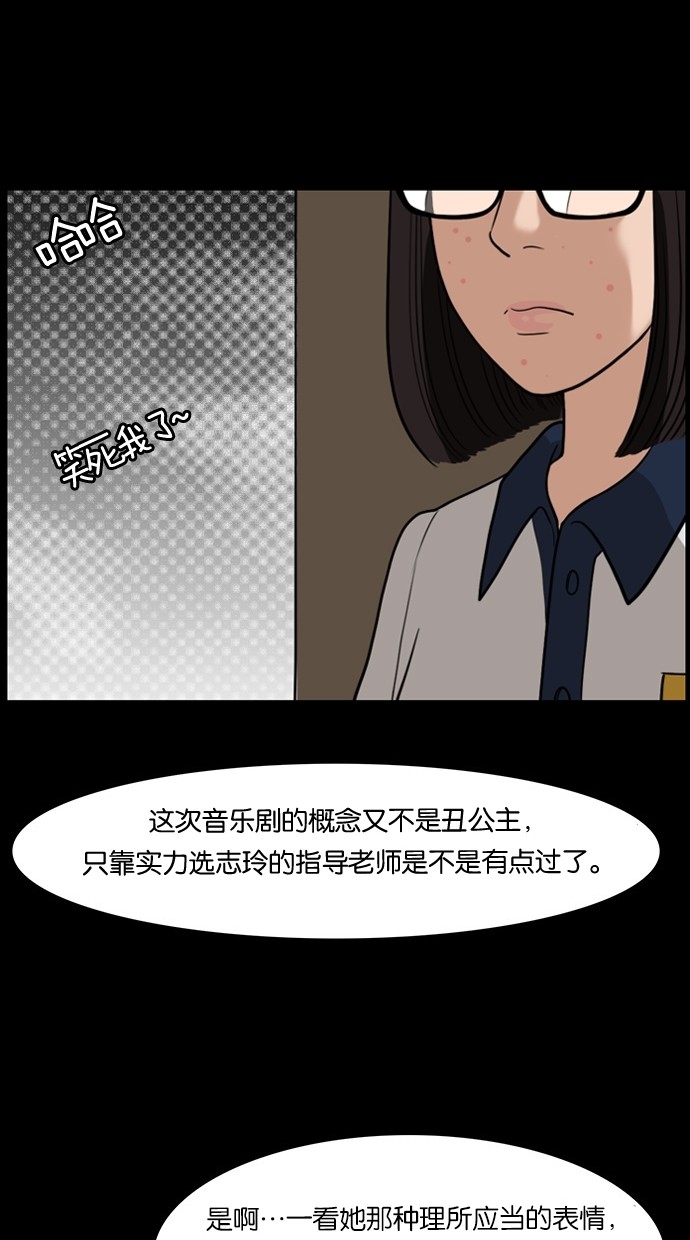 哈哈
笑死我了~
这次音乐剧的概念又不是丑公主，
只靠实力选志玲的指导老师是不是有点过了。
是啊…一看她那种理所应当的表情，